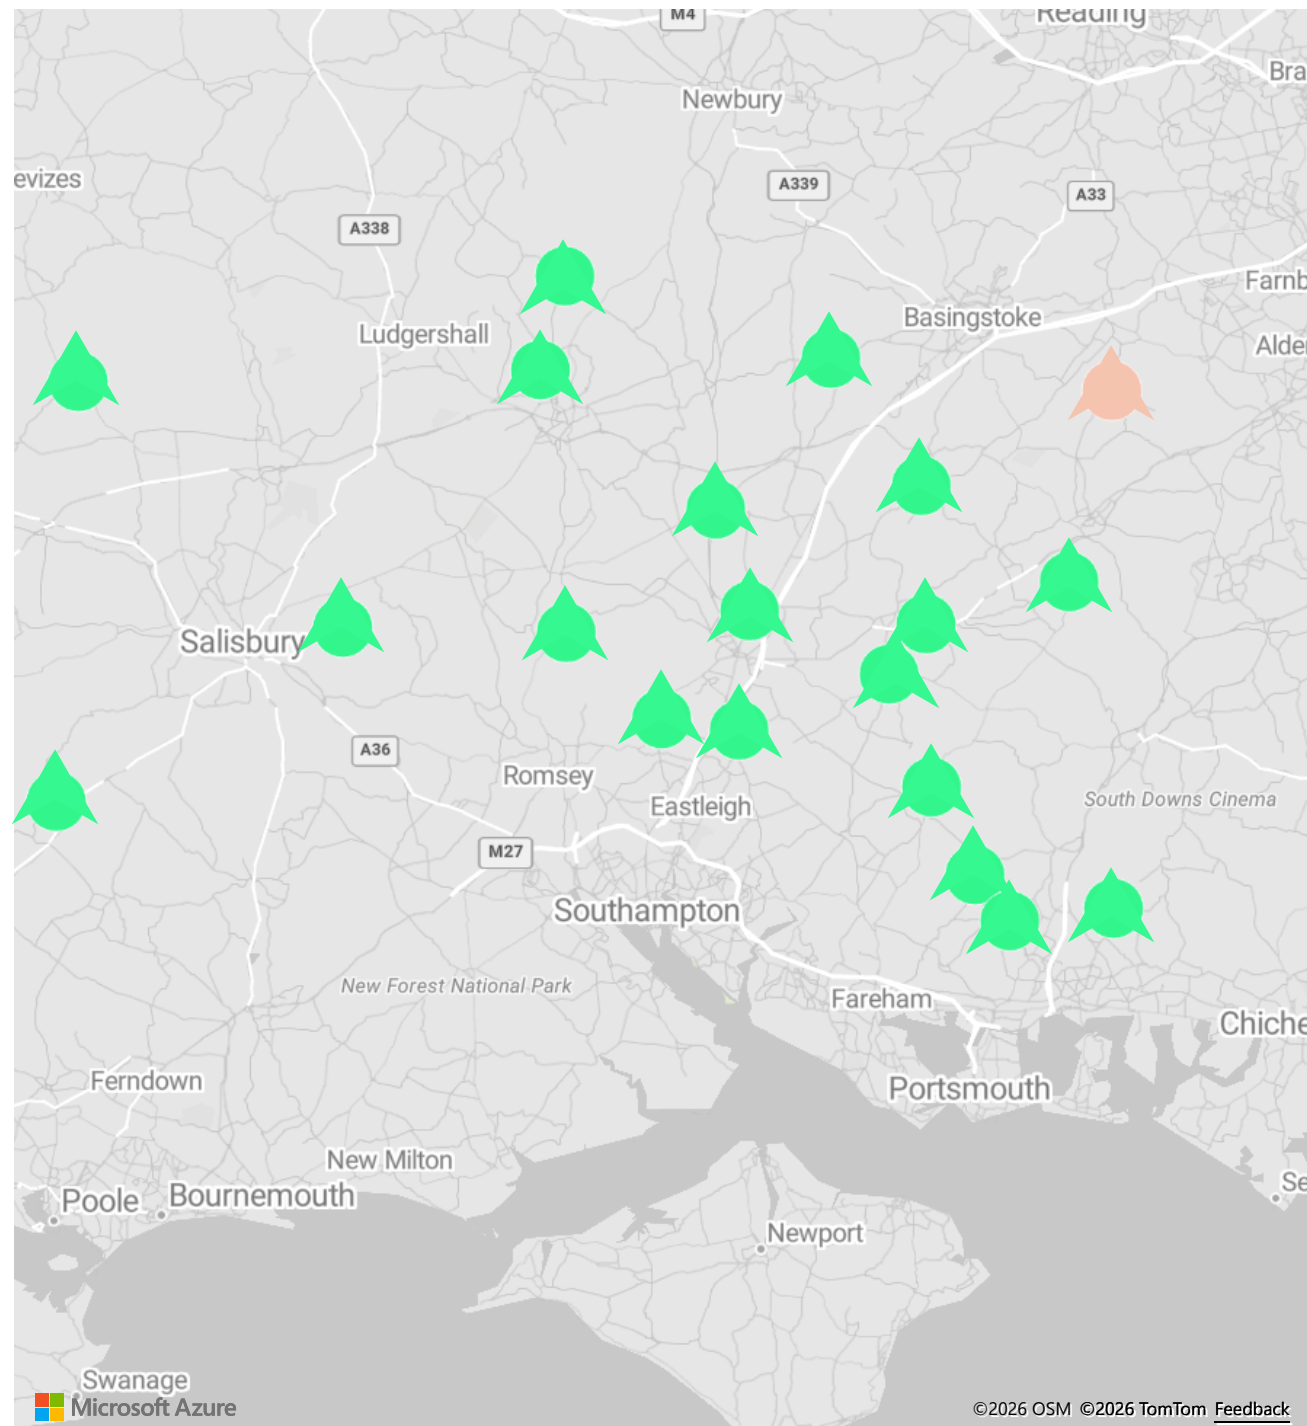 M4
Reading
Bra
Newbury
evizes
A339
A33
A338
Farnb
Basingstoke
Ludgershall
Alde
Salisbury
A36
Romsey
South Downs Cinema
Eastleigh
M27
Southampton
New Forest National Park
Fareham
Chiche
Ferndown
Portsmouth
New Milton
Se
Poole
Bournemouth
Newport
Swanage
Microsoft Azure
©2026 OSM ©2026 TomTom Feedback